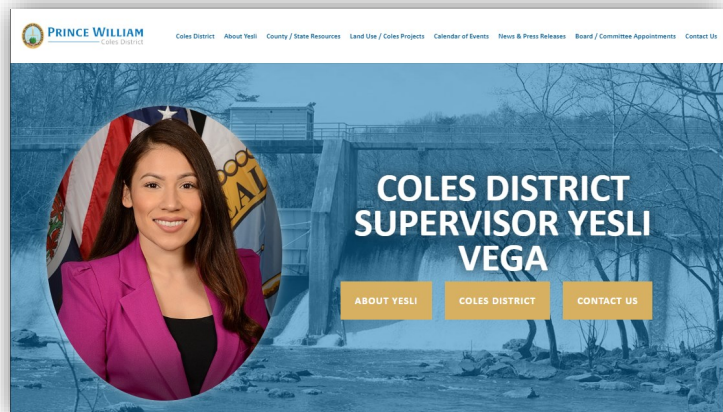 PRINCE WILLIAM
Coles District
Coles District About Yesli County / State Resources Land Use / Coles Projects Calendar of Events News & Press Releases Board / Committee Appointments Contact Us
COLES DISTRICT
SUPERVISOR YESLI
VEGA
ABOUT YESLI COLES DISTRICT CONTACT US